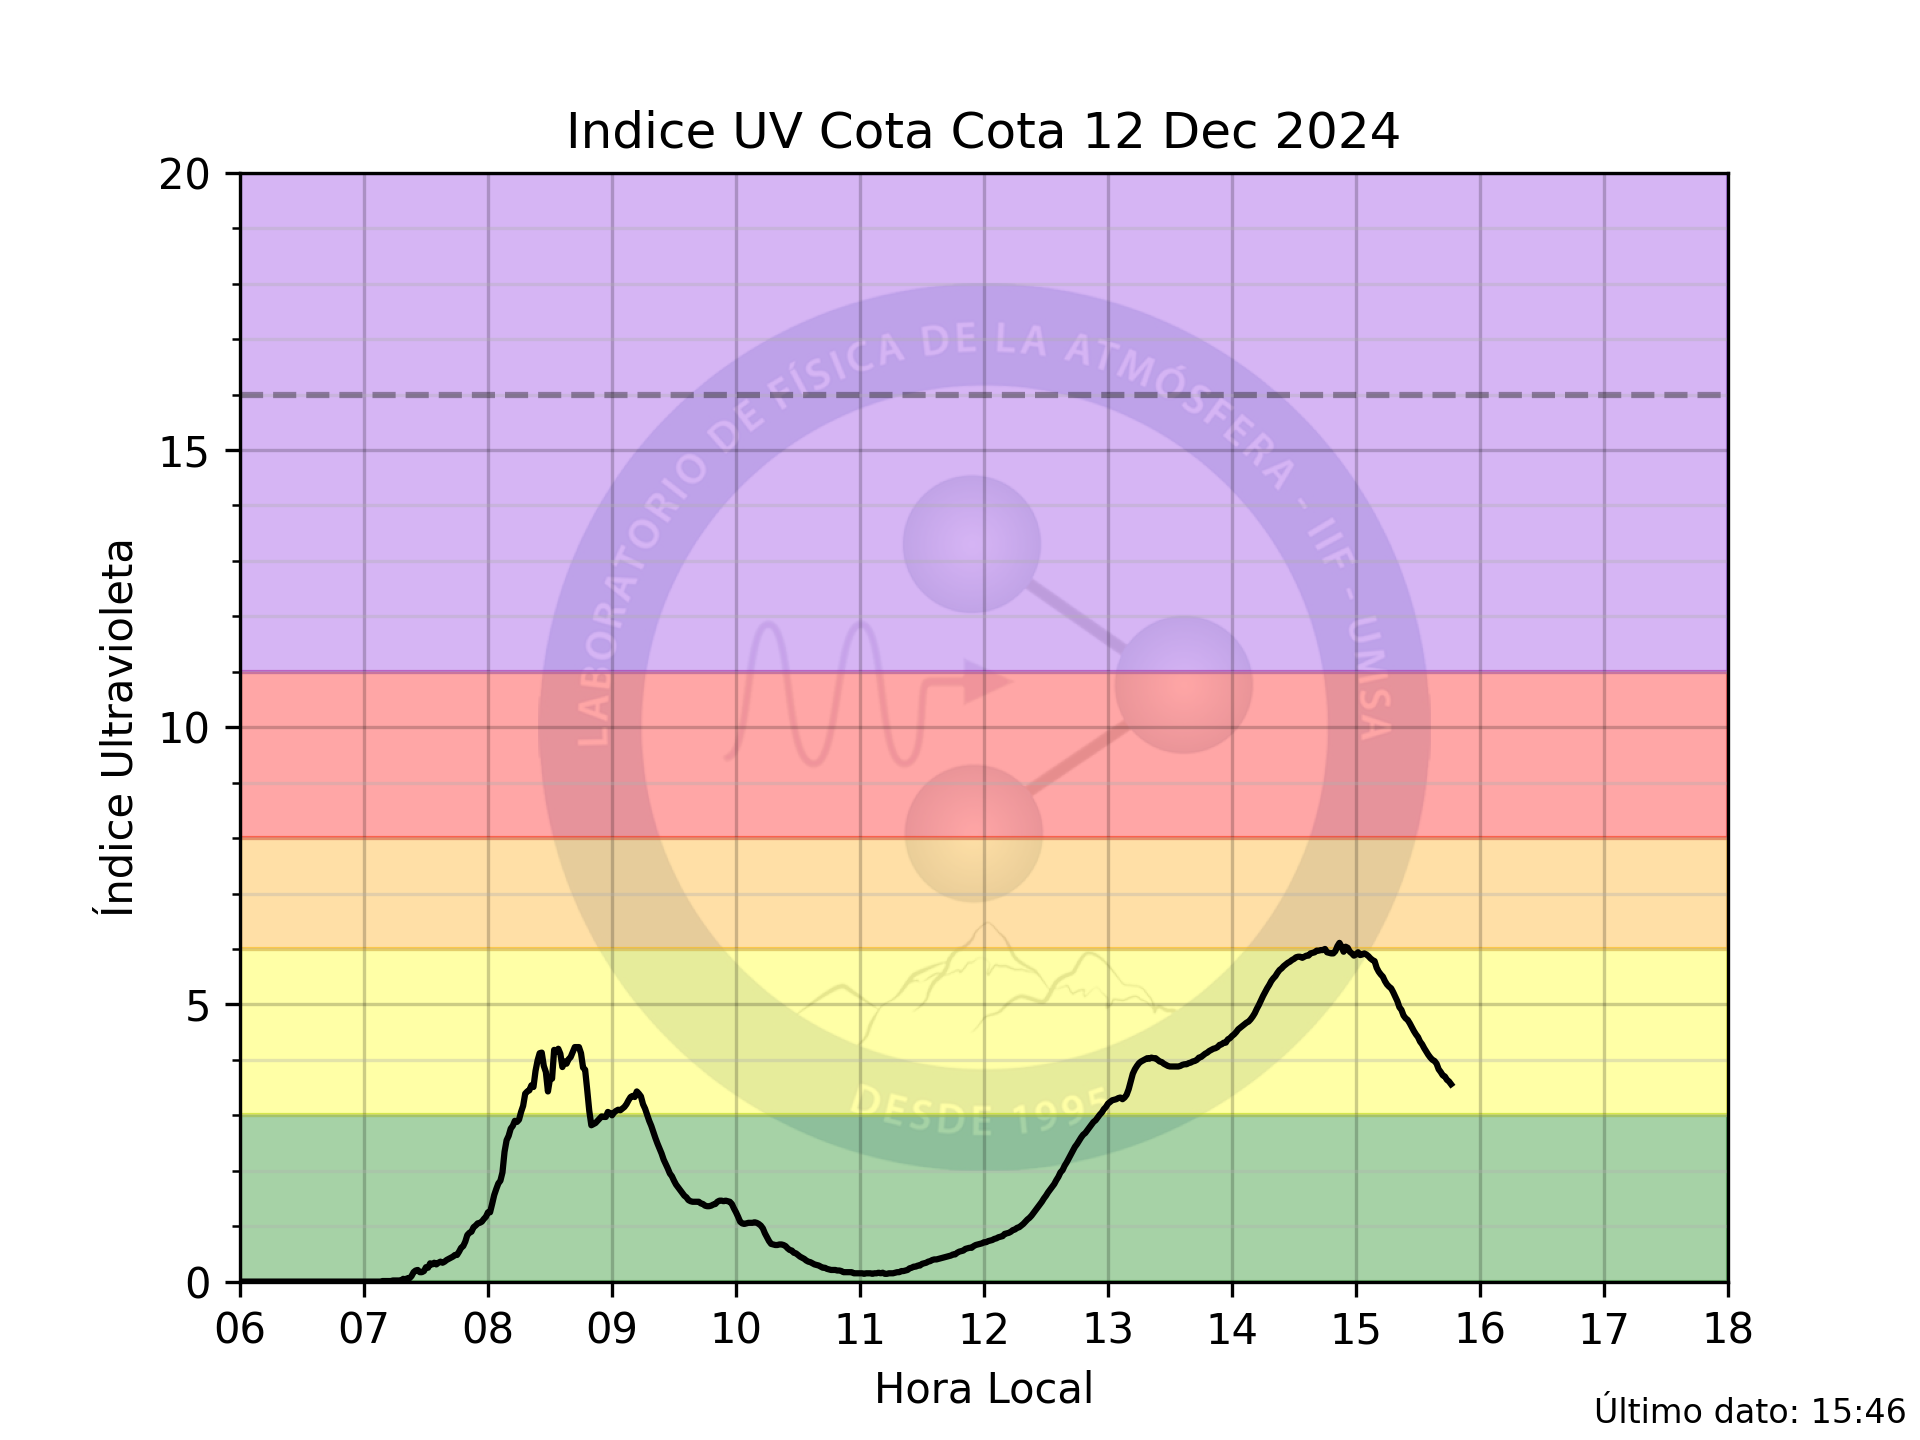 Indice UV Cota Cota 12 Dec 2024
20
15
10
5
0
Índice Ultravioleta
LABORATORIO DE FÍSICA DE LA ATMÓSFERA - IIF - UMSA
DESDE 1995
06 07 08 09 10 11 12 13 14 15 16 17 18
Hora Local
Último dato: 15:46